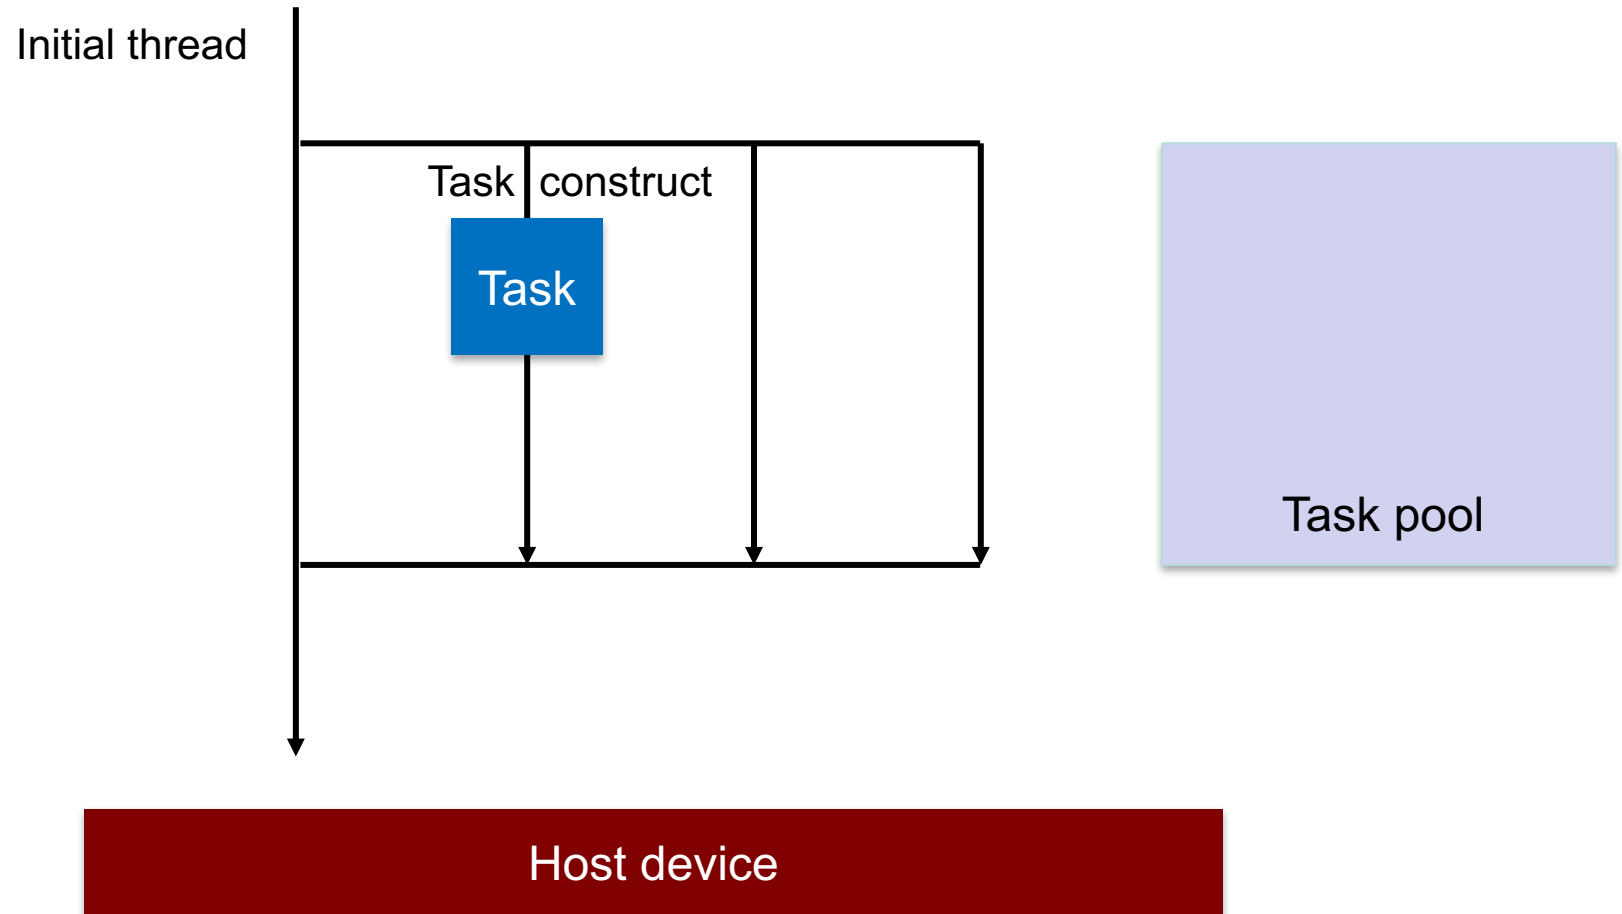 Initial thread
Task construct
Task
Task pool
Host device